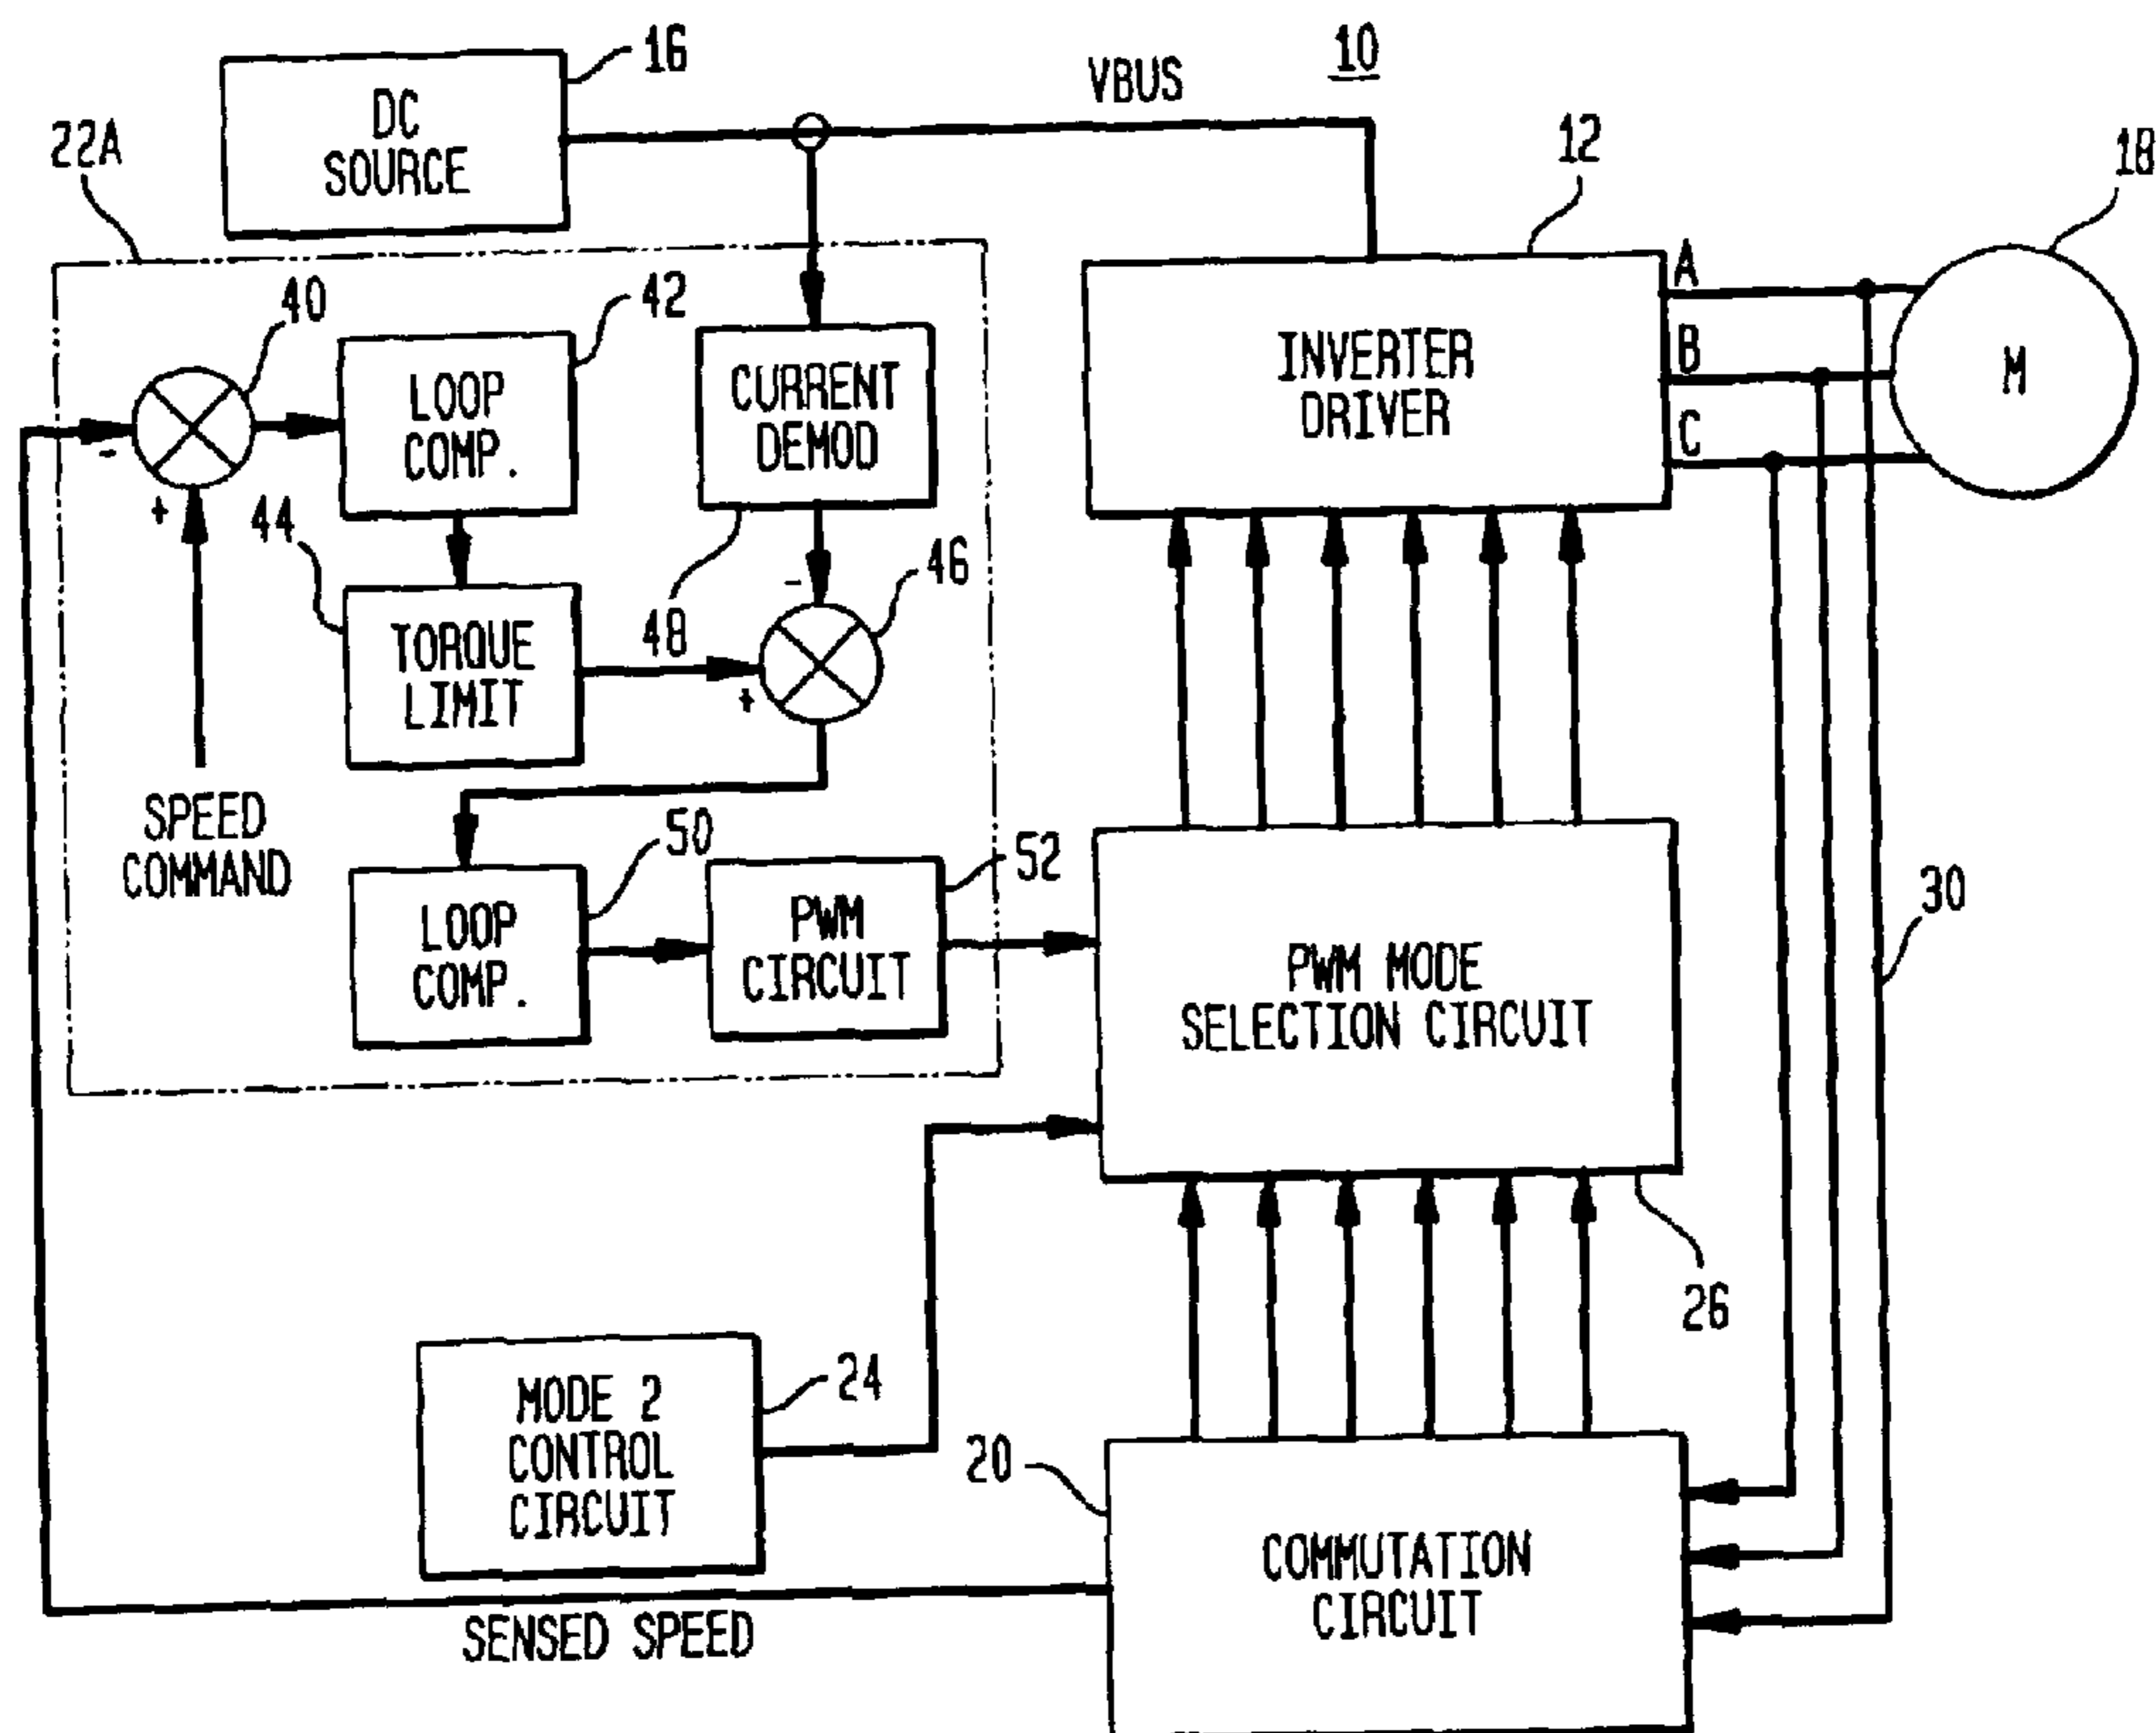 10
16
VBUS
DC
SOURCE
22A
12
18
A
B
C
M
INVERTER
DRIVER
40
42
LOOP
COMP.
CURRENT
DEMOD
-
+
44
48
-
46
TORQUE
LIMIT
+
SPEED
COMMAND
50
52
LOOP
COMP.
PWM
CIRCUIT
PWM MODE
SELECTION CIRCUIT
30
26
MODE 2
CONTROL
CIRCUIT
24
20
COMMUTATION
CIRCUIT
SENSED SPEED